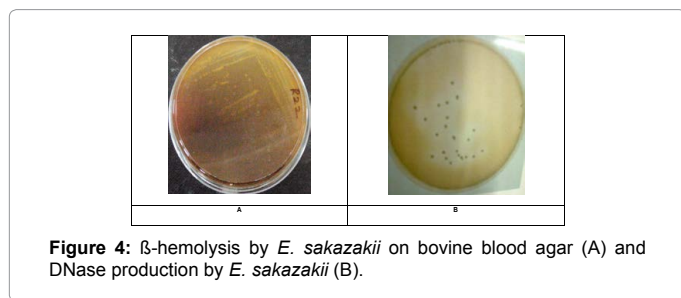 A
B
Figure 4: ß-hemolysis by E. sakazakii on bovine blood agar (A) and
DNase production by E. sakazakii (B).